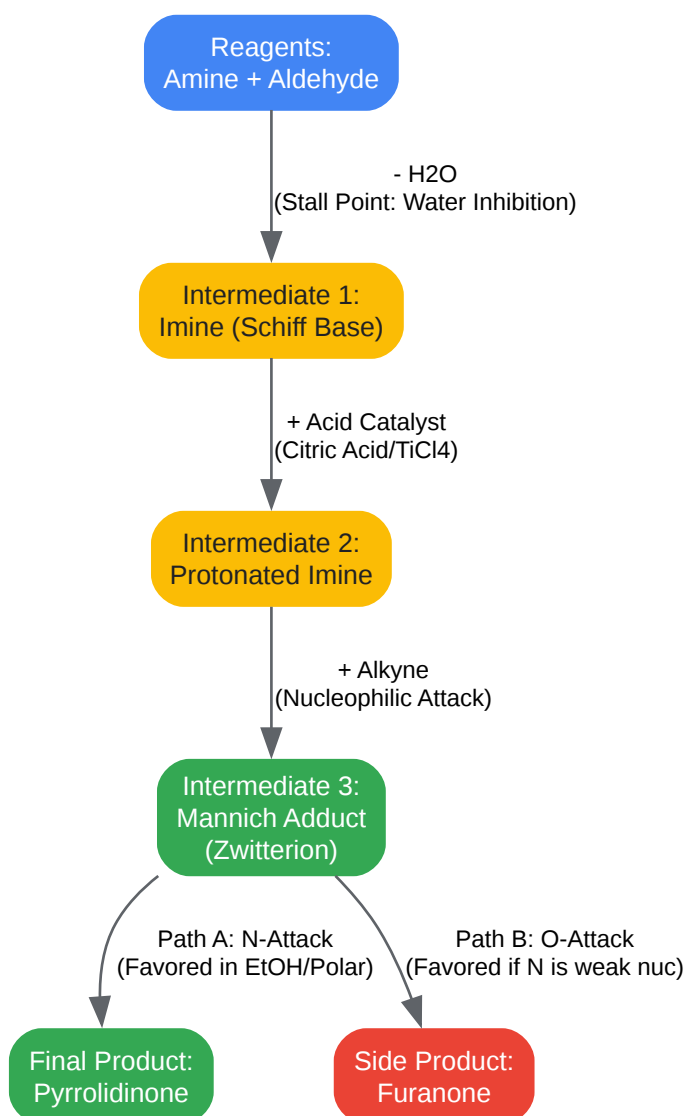 Reagents:
Amine + Aldehyde
- H2O
(Stall Point: Water Inhibition)
Intermediate 1:
Imine (Schiff Base)
+ Acid Catalyst
(Citric Acid/TiCl4)
Intermediate 2:
Protonated Imine
+ Alkyne
(Nucleophilic Attack)
Intermediate 3:
Mannich Adduct
(Zwitterion)
Path A: N-Attack
(Favored in EtOH/Polar)
Path B: O-Attack
(Favored if N is weak nuc)
Final Product:
Pyrrolidinone
Side Product:
Furanone